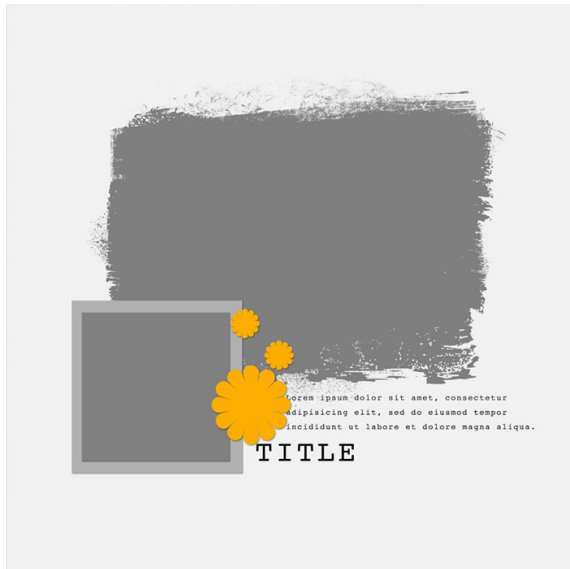 Lorem ipsum dolor sit amet, consectetur
adipisicing elit, sed do eiusmod tempor
incididunt ut labore et dolore magna aliqua.
TITLE